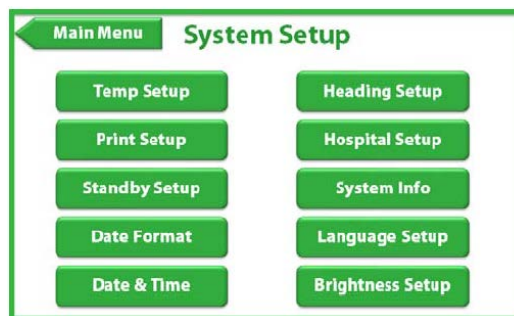 Main Menu
System Setup
Temp Setup
Heading Setup
Print Setup
Hospital Setup
Standby Setup
System Info
Date Format
Language Setup
Date & Time
Brightness Setup